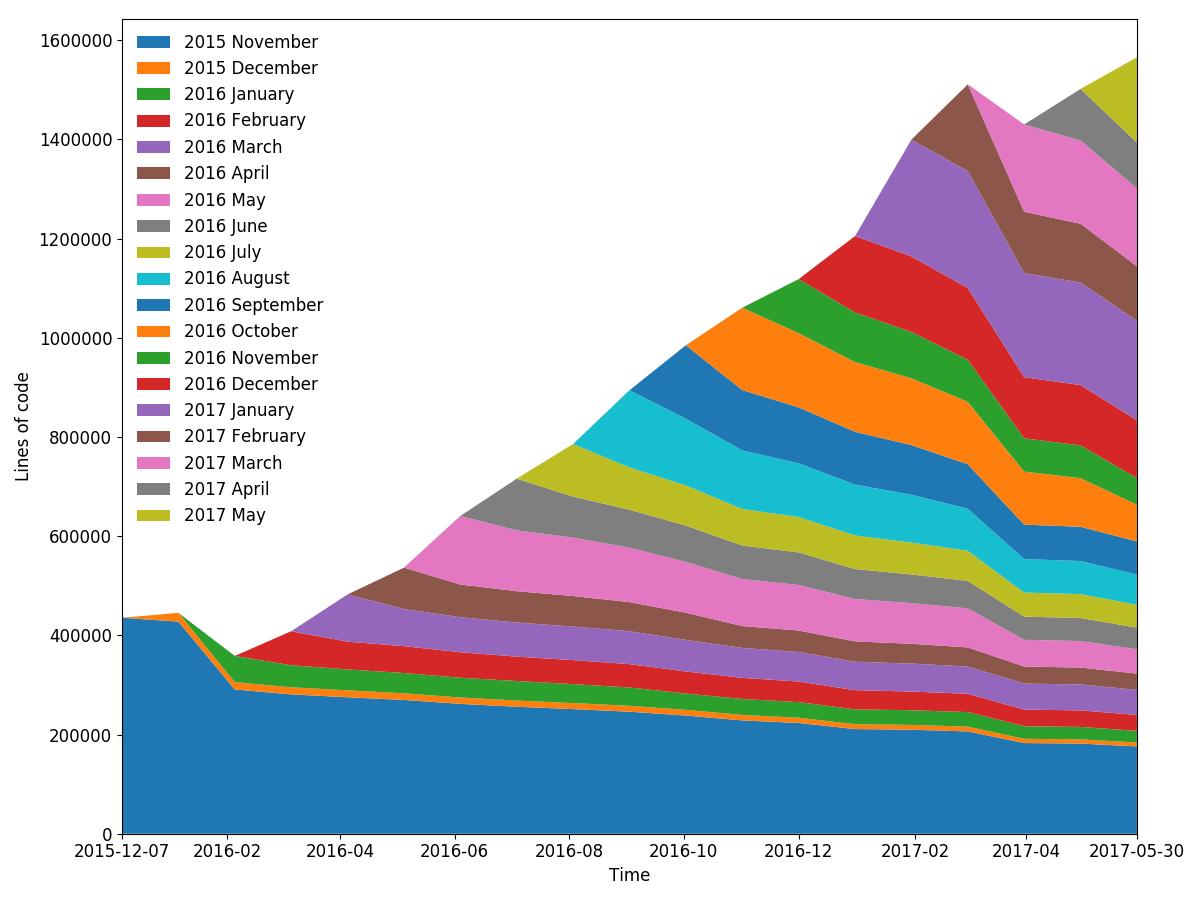 1600000
1400000
1200000
1000000
800000
600000
400000
200000
0
Lines of code
2015 November
2015 December
2016 January
2016 February
2016 March
2016 April
2016 May
2016 June
2016 July
2016 August
2016 September
2016 October
2016 November
2016 December
2017 January
2017 February
2017 March
2017 April
2017 May
2015-12-07 2016-02 2016-04 2016-06 2016-08 2016-10 2016-12 2017-02 2017-04 2017-05-30
Time